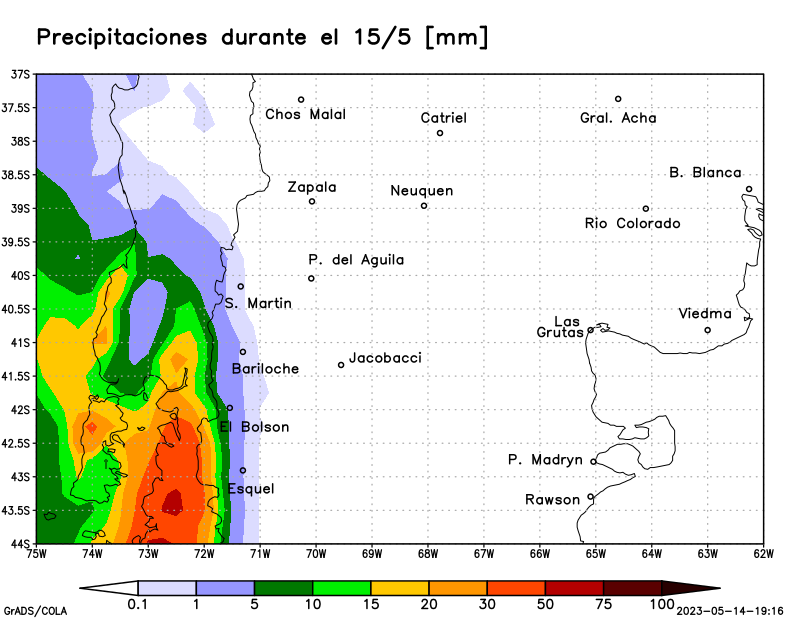 Precipitaciones durante el 15/5 [mm]
37S
37.5S
38S
38.5S
39S
39.5S
40S
40.5S
41S
41.5S
42S
42.5S
43S
43.5S
44S
Chos Malal
Catriel
Gral. Acha
B. Blanca
Zapala
Neuquen
Rio Colorado
P. del Aguila
S. Martin
Viedma
Las
Grutas
Bariloche
Jacobacci
El Bolson
P. Madryn
Esquel
Rawson
75W 74W 73W 72W 71W 70W 69W 68W 67W 66W 65W 64W 63W 62W
0.1 1 5 10 15 20 30 50 75 100
GrADS/COLA
2023-05-14-19:16